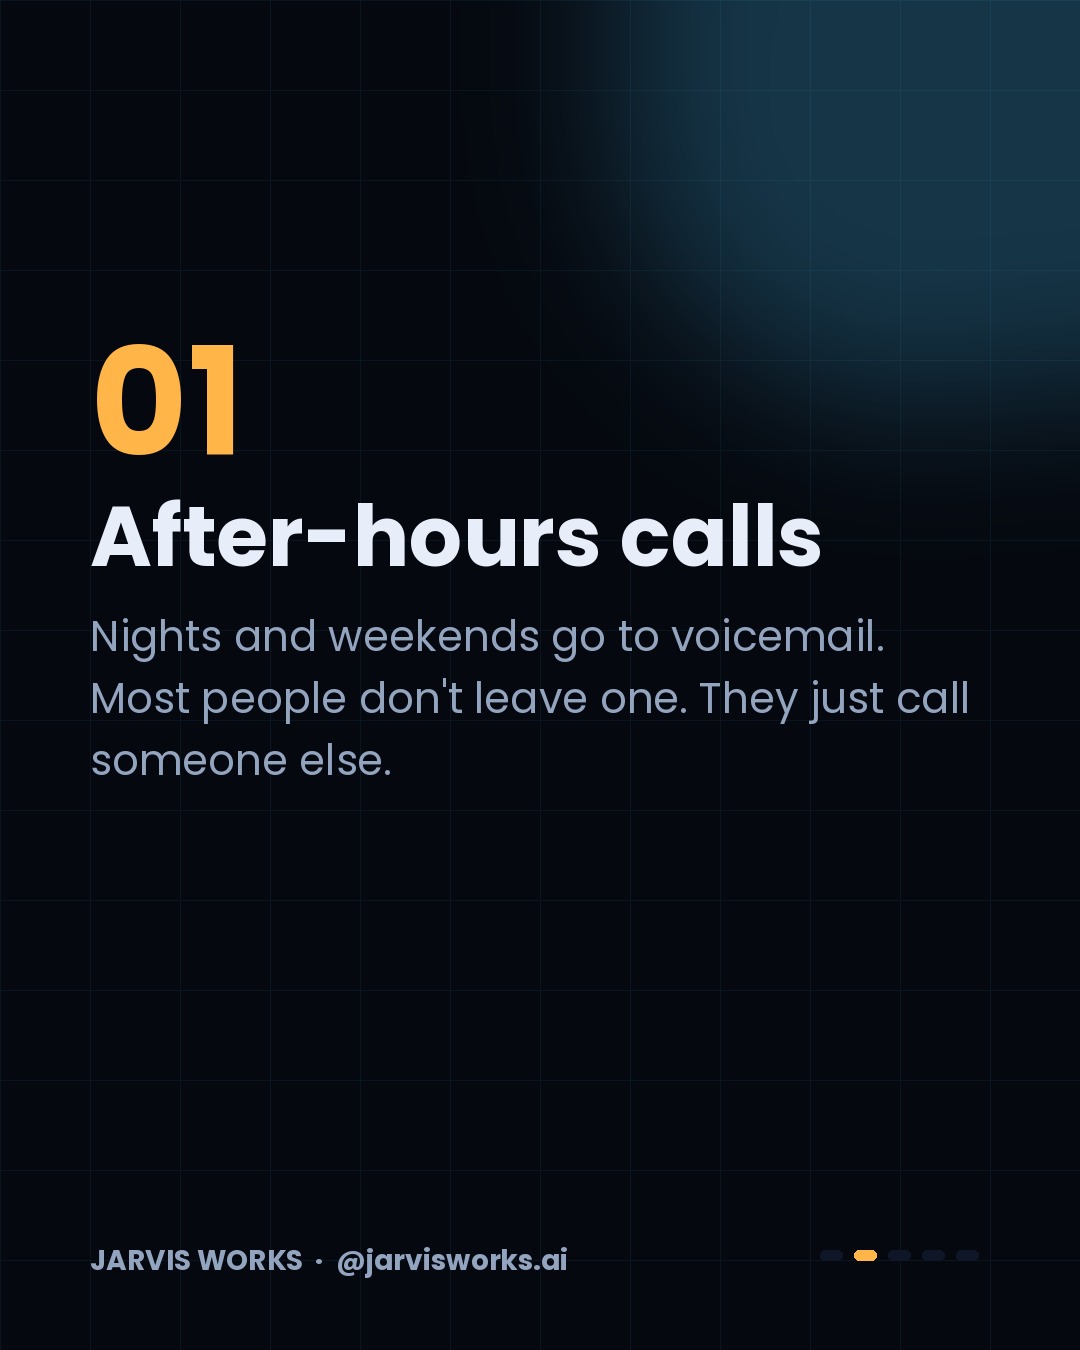 01
After-hours calls
Nights and weekends go to voicemail.
Most people don't leave one. They just call
someone else.
JARVIS WORKS · @jarvisworks.ai